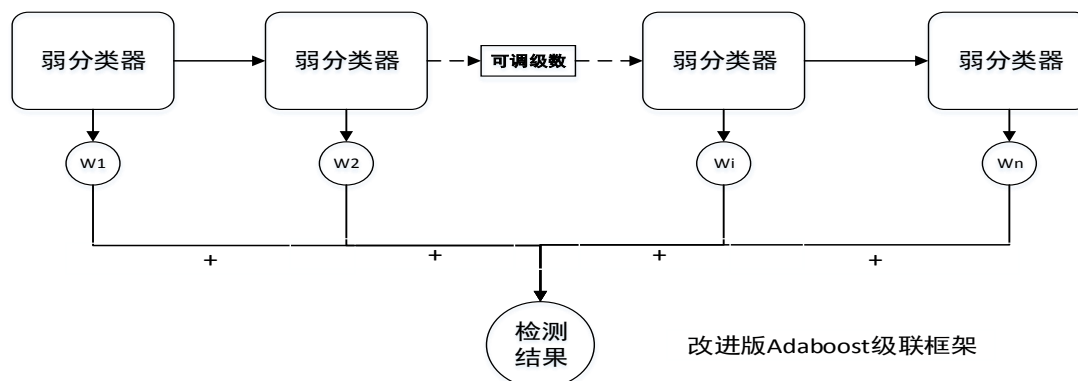 弱分类器
弱分类器
可调级数
弱分类器
弱分类器
W1
W2
Wi
Wn
+
+
+
+
检测
结果
改进版Adaboost级联框架